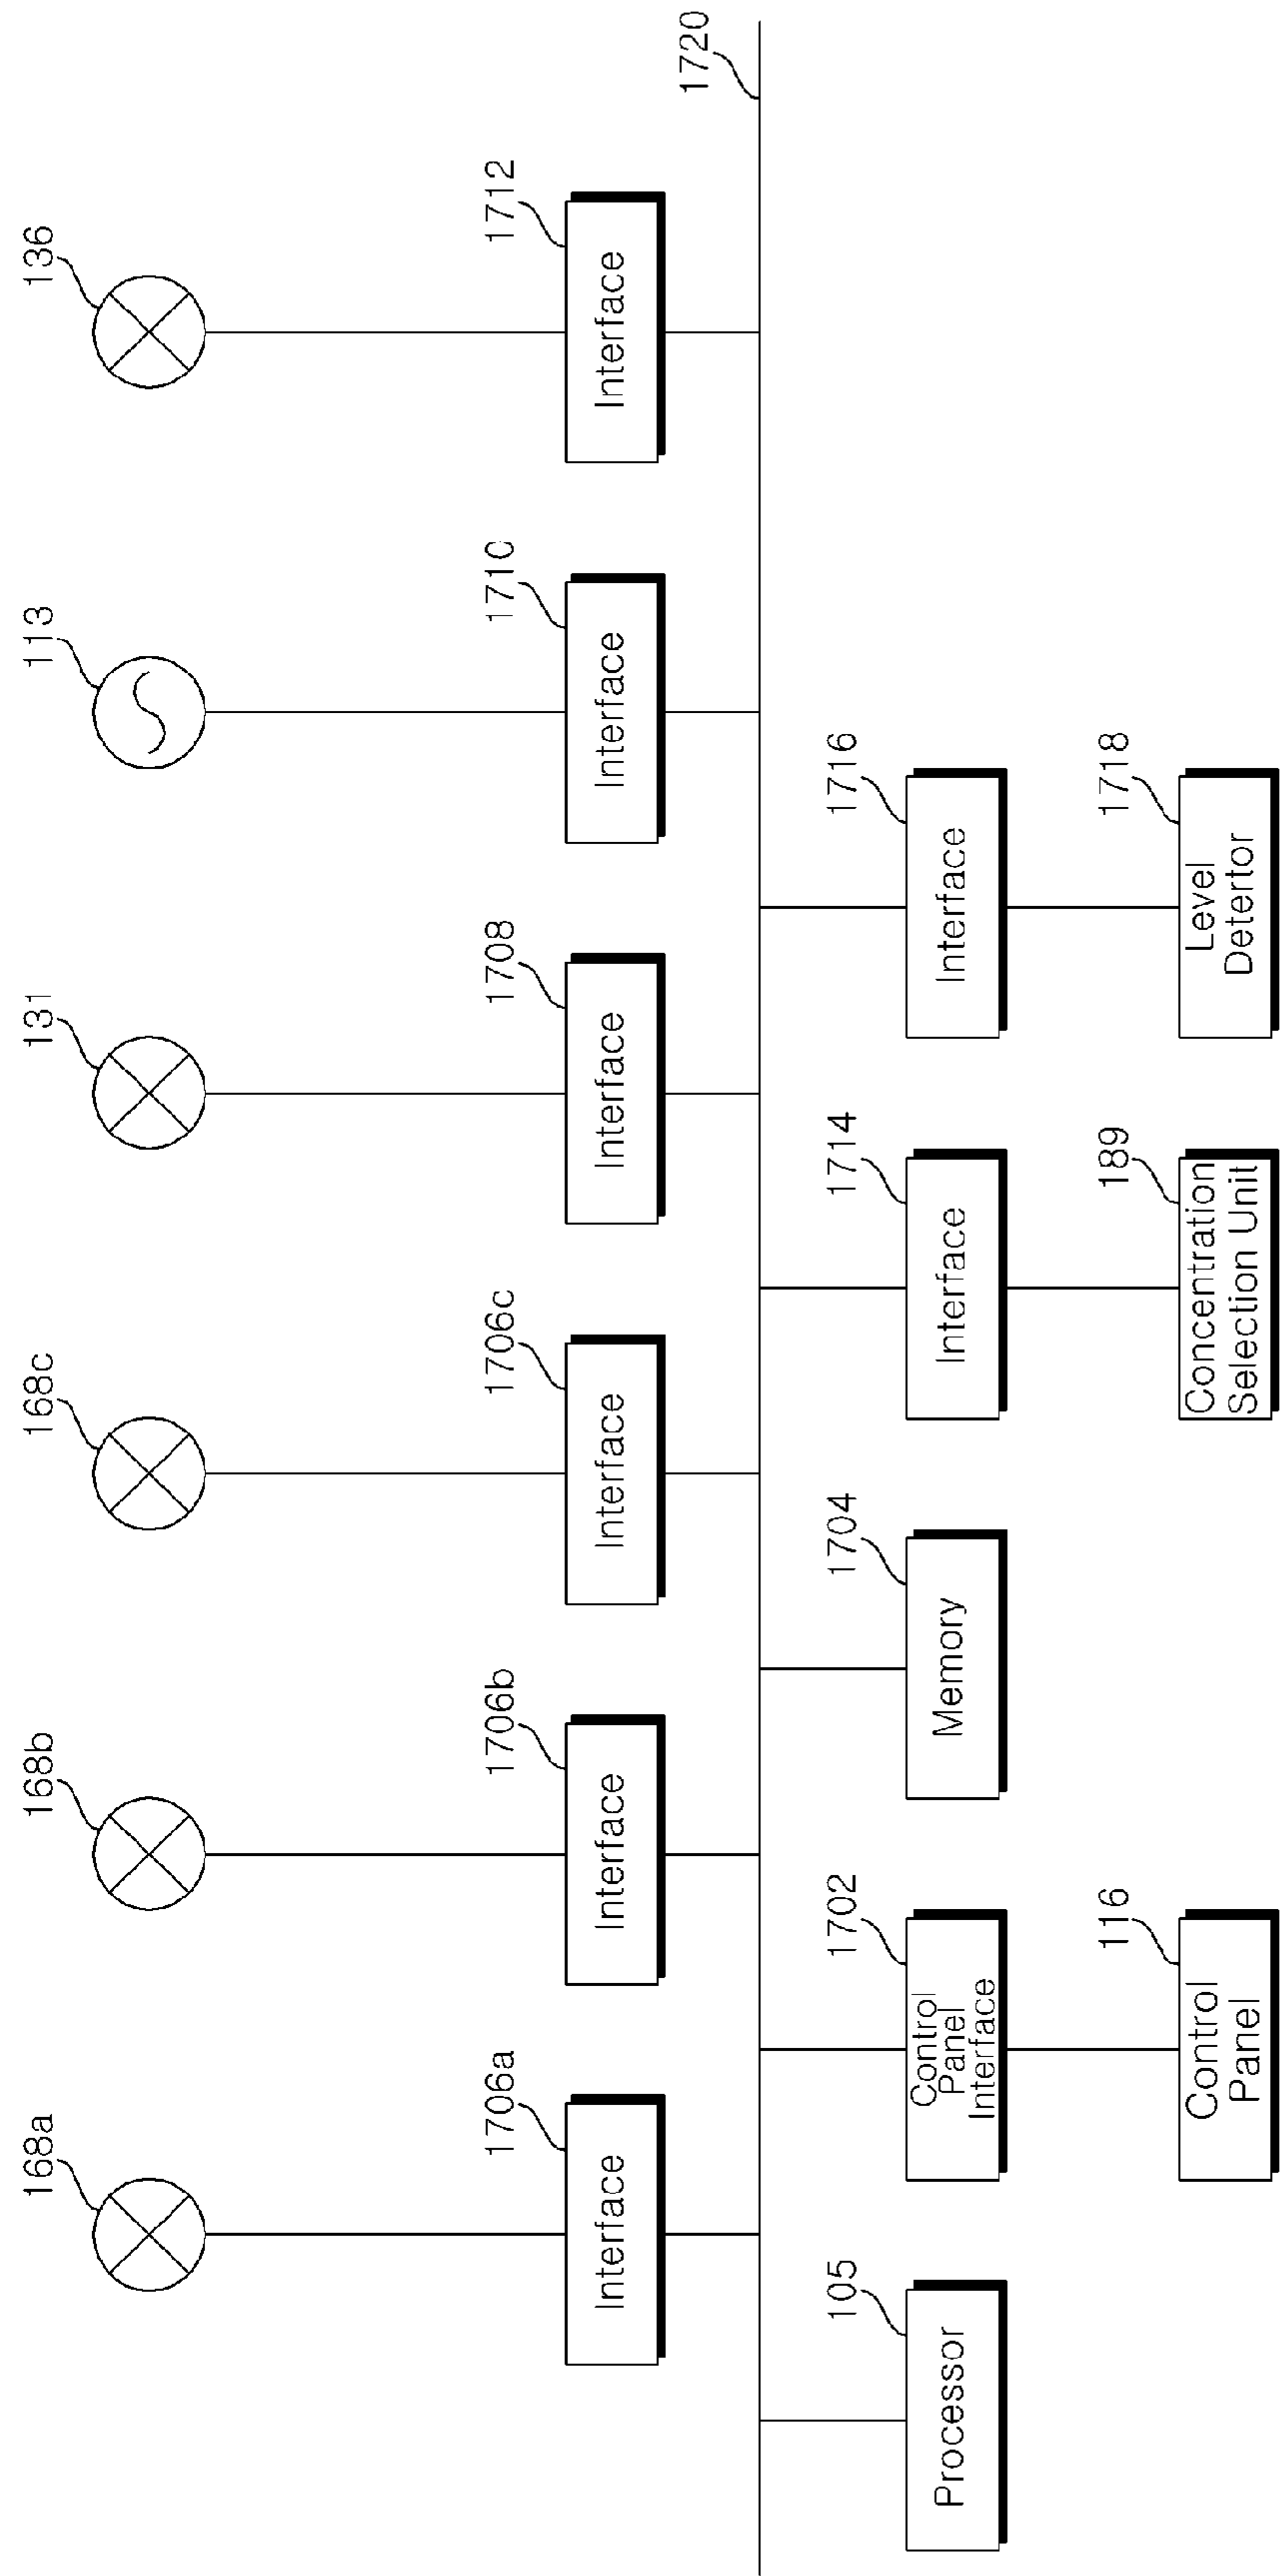 168a
168b
168c
131
113
136
1706a
1706b
1706c
1708
1710
1712
Interface
Interface
Interface
Interface
Interface
Interface
1720
105
1702
1704
1714
1716
Processor
Control
Panel
Interface
Memory
Interface
Interface
116
189
1718
Control
Panel
Concentration
Selection Unit
Level
Detertor